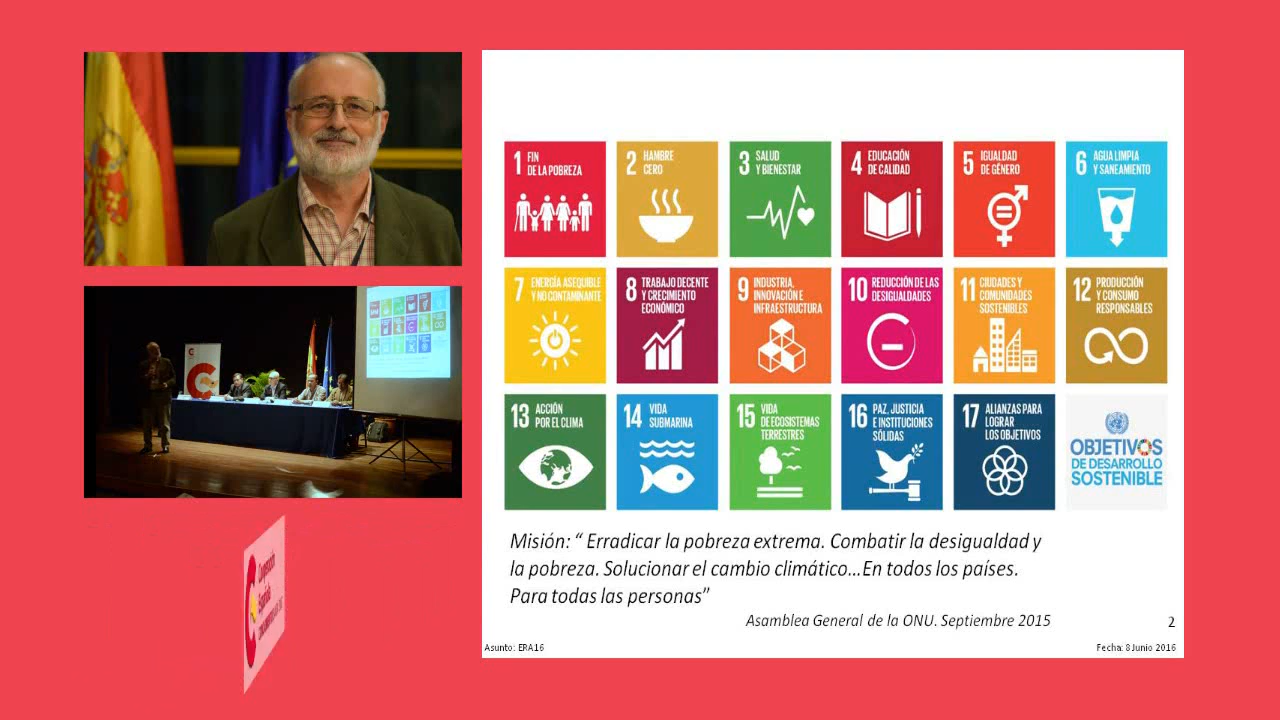 1 FIN
DE LA POBREZA
2 HAMBRE
CERO
3 SALUD
Y BIENESTAR
4 EDUCACIÓN
DE CALIDAD
5 IGUALDAD
DE GÉNERO
6 AGUA LIMPIA
Y SANEAMIENTO
7 ENERGÍA ASEQUIBLE
Y NO CONTAMINANTE
8 TRABAJO DECENTE
Y CRECIMIENTO
ECONÓMICO
9 INDUSTRIA,
INNOVACIÓN E
INFRAESTRUCTURA
10 REDUCCIÓN DE LAS
DESIGUALDADES
11 CIUDADES Y
COMUNIDADES
SOSTENIBLES
12 PRODUCCIÓN
Y CONSUMO
RESPONSABLES
13 ACCIÓN
POR EL CLIMA
14 VIDA
SUBMARINA
15 VIDA
DE ECOSISTEMAS
TERRESTRES
16 PAZ, JUSTICIA
E INSTITUCIONES
SÓLIDAS
17 ALIANZAS PARA
LOGRAR
LOS OBJETIVOS
OBJETIVOS
DE DESARROLLO
SOSTENIBLE
Misión: “ Erradicar la pobreza extrema. Combatir la desigualdad y
la pobreza. Solucionar el cambio climático...En todos los países.
Para todas las personas”
Asamblea General de la ONU. Septiembre 2015
2
Asunto: ERA16
Fecha: 8 Junio 2016
Cooperación
Española